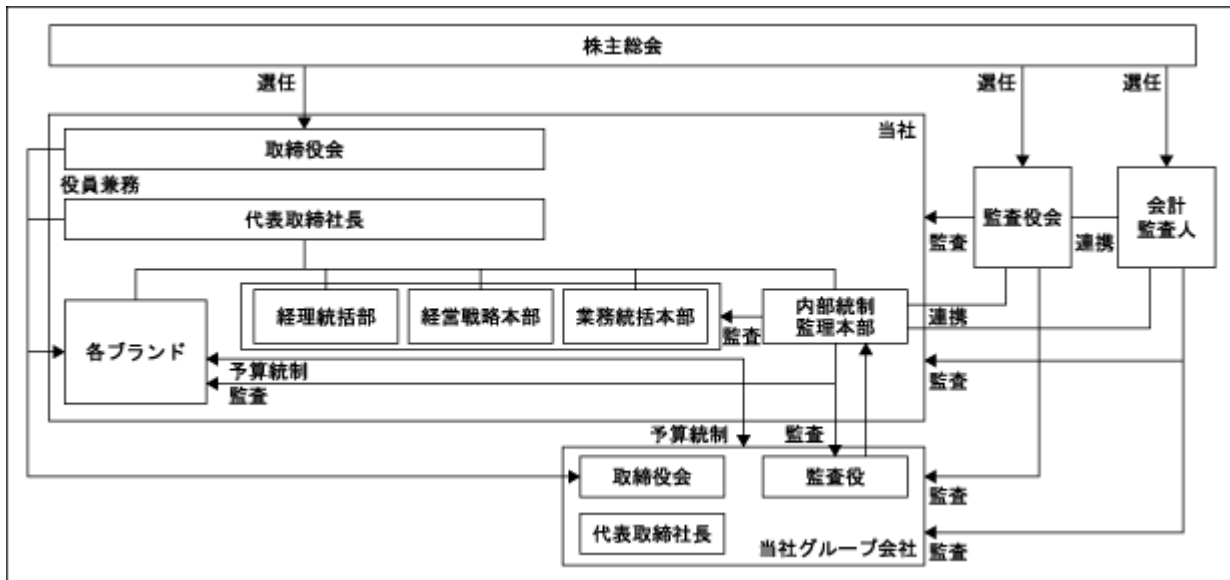 株主総会
選任
選任
選任
当社
取締役会
役員兼務
代表取締社長
監査役会
会計
監査人
監査
連携
経理統括部
経営戦略本部
業務統括本部
内部統制
監理本部
監査
連携
各ブランド
予算統制
監査
監査
予算統制
監査
取締役会
監査役
監査
代表取締社長
当社グループ会社
監査